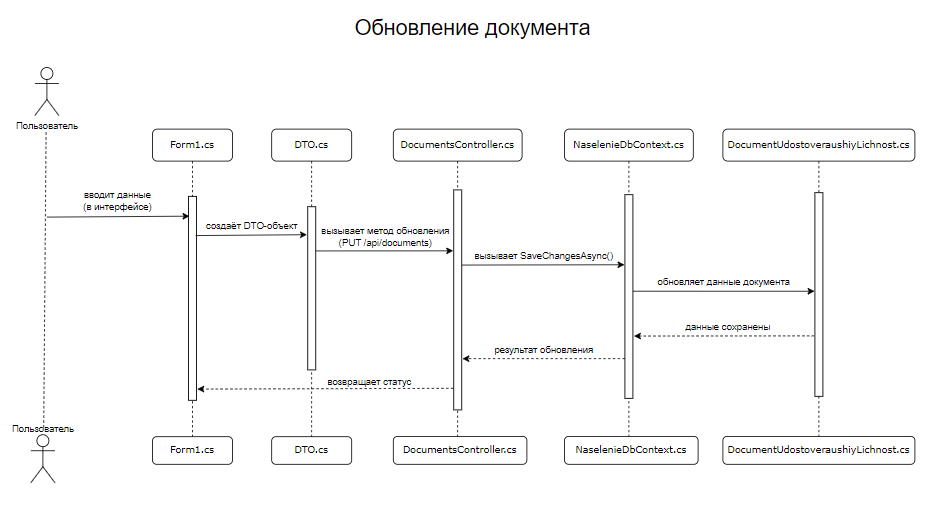 Обновление документа
Пользователь
Form1.cs
DTO.cs
DocumentsController.cs
NaselenieDbContext.cs
DocumentUdostoveraushiyLichnost.cs
вводит данные
(в интерфейсе)
создаёт DTO-объект
вызывает метод обновления
(PUT /api/documents)
вызывает SaveChangesAsync()
обновляет данные документа
данные сохранены
результат обновления
возвращает статус
Пользователь
Form1.cs
DTO.cs
DocumentsController.cs
NaselenieDbContext.cs
DocumentUdostoveraushiyLichnost.cs